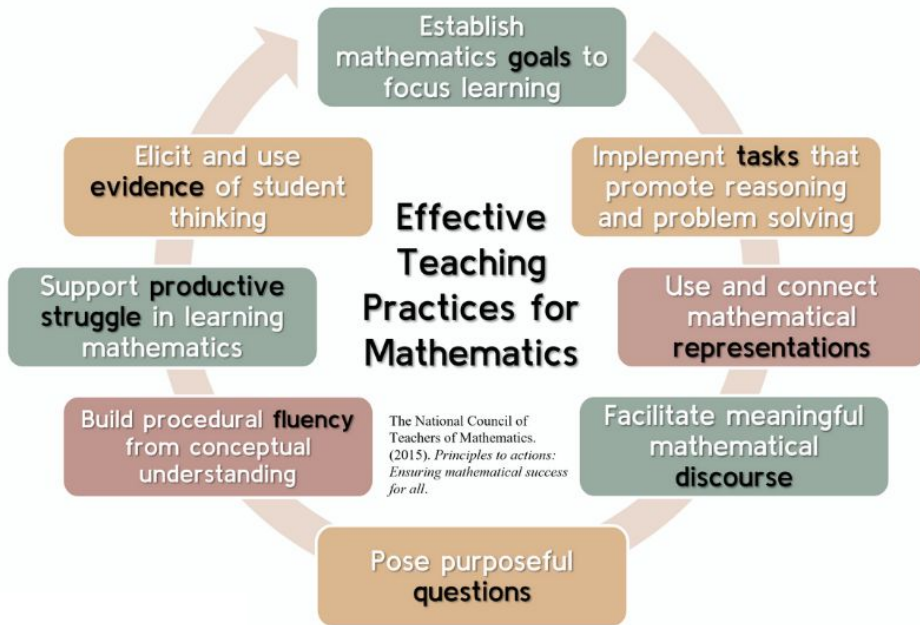 Establish
mathematics goals to
focus learning
Implement tasks that
promote reasoning
and problem solving
Use and connect
mathematical
representations
Facilitate meaningful
mathematical
discourse
Pose purposeful
questions
Build procedural fluency
from conceptual
understanding
Support productive
struggle in learning
mathematics
Elicit and use
evidence of student
thinking
Effective
Teaching
Practices for
Mathematics
The National Council of
Teachers of Mathematics.
(2015). Principles to actions:
Ensuring mathematical success
for all.